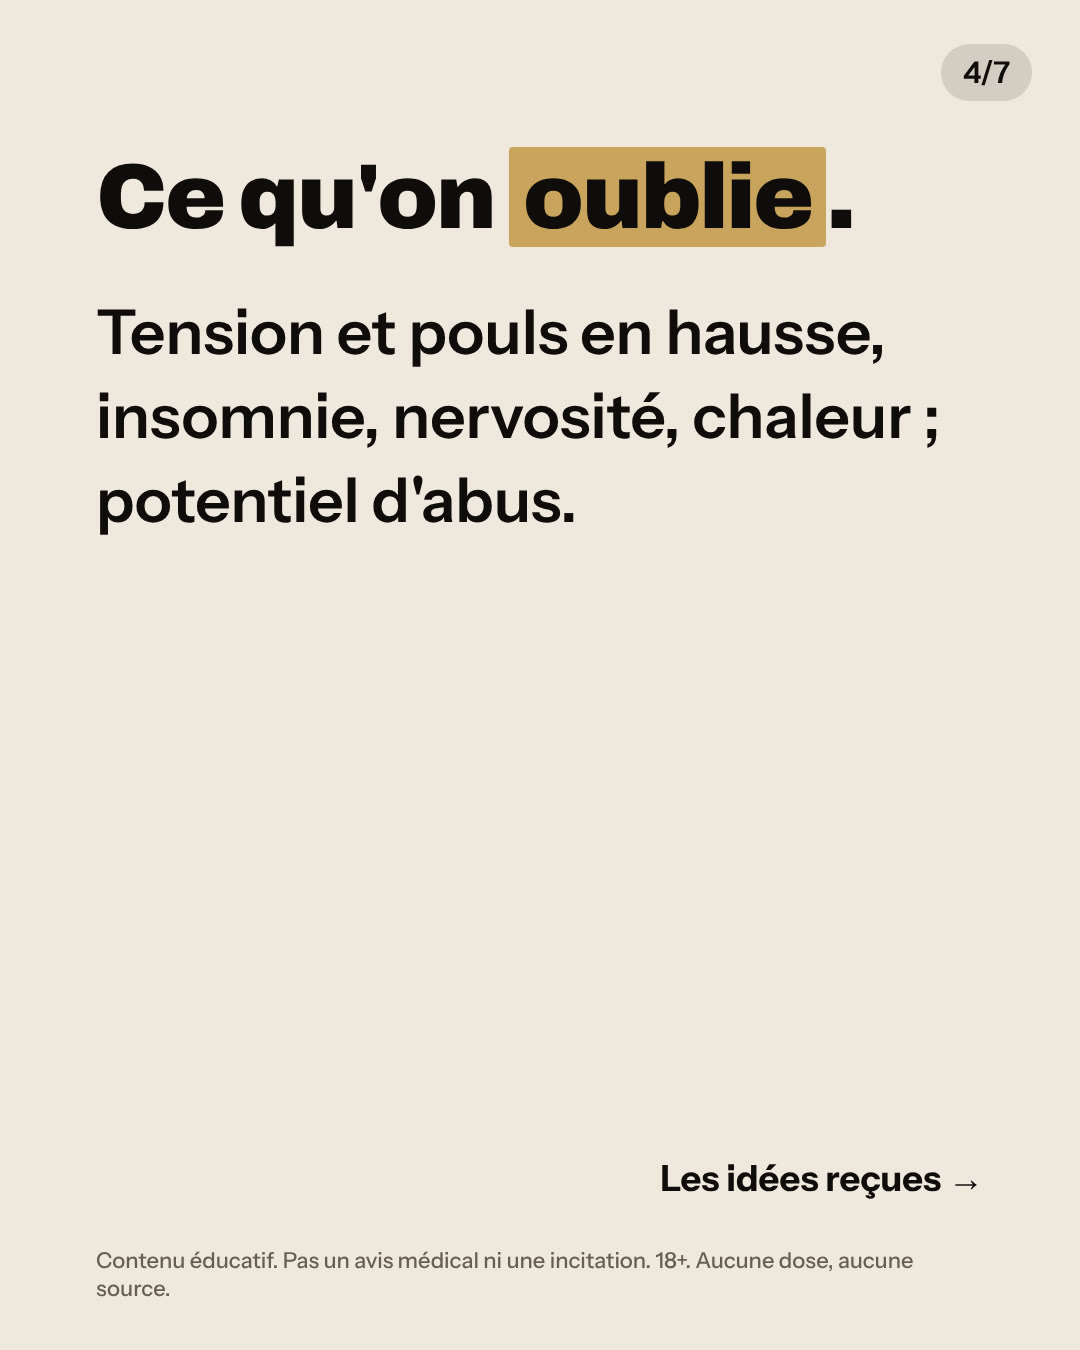 4/7
Ce qu'on oublie.
Tension et pouls en hausse,
insomnie, nervosité, chaleur ;
potentiel d'abus.
Les idées reçues →
Contenu éducatif. Pas un avis médical ni une incitation. 18+. Aucune dose, aucune
source.